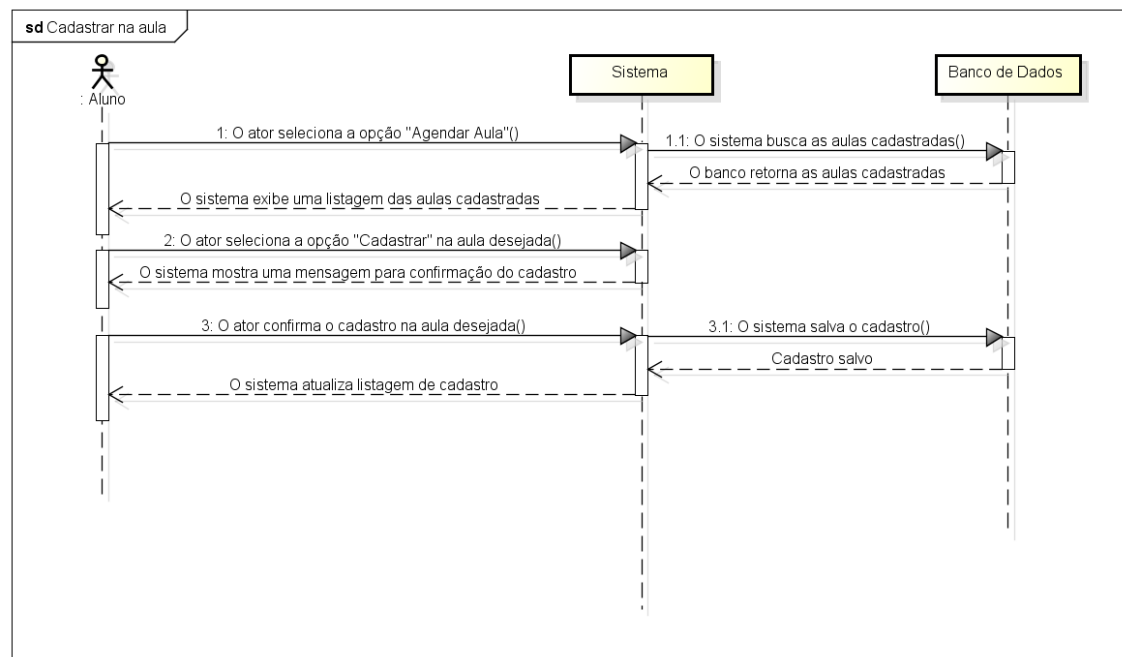 sd Cadastrar na aula
: Aluno
Sistema
Banco de Dados
1: O ator seleciona a opção "Agendar Aula"()
1.1: O sistema busca as aulas cadastradas()
O banco retorna as aulas cadastradas
O sistema exibe uma listagem das aulas cadastradas
2: O ator seleciona a opção "Cadastrar" na aula desejada()
O sistema mostra uma mensagem para confirmação do cadastro
3: O ator confirma o cadastro na aula desejada()
3.1: O sistema salva o cadastro()
Cadastro salvo
O sistema atualiza listagem de cadastro